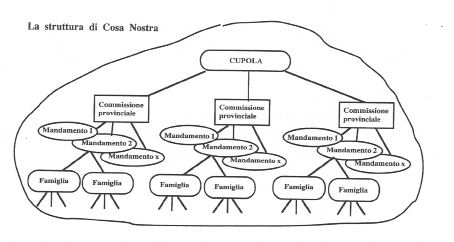 La struttura di Cosa Nostra
CUPOLA
Commissione
provinciale
Commissione
provinciale
Commissione
provinciale
Mandamento 1
Mandamento 2
Mandamento x
Mandamento 1
Mandamento 2
Mandamento x
Mandamento 1
Mandamento 2
Mandamento x
Famiglia
Famiglia
Famiglia
Famiglia
Famiglia
Famiglia